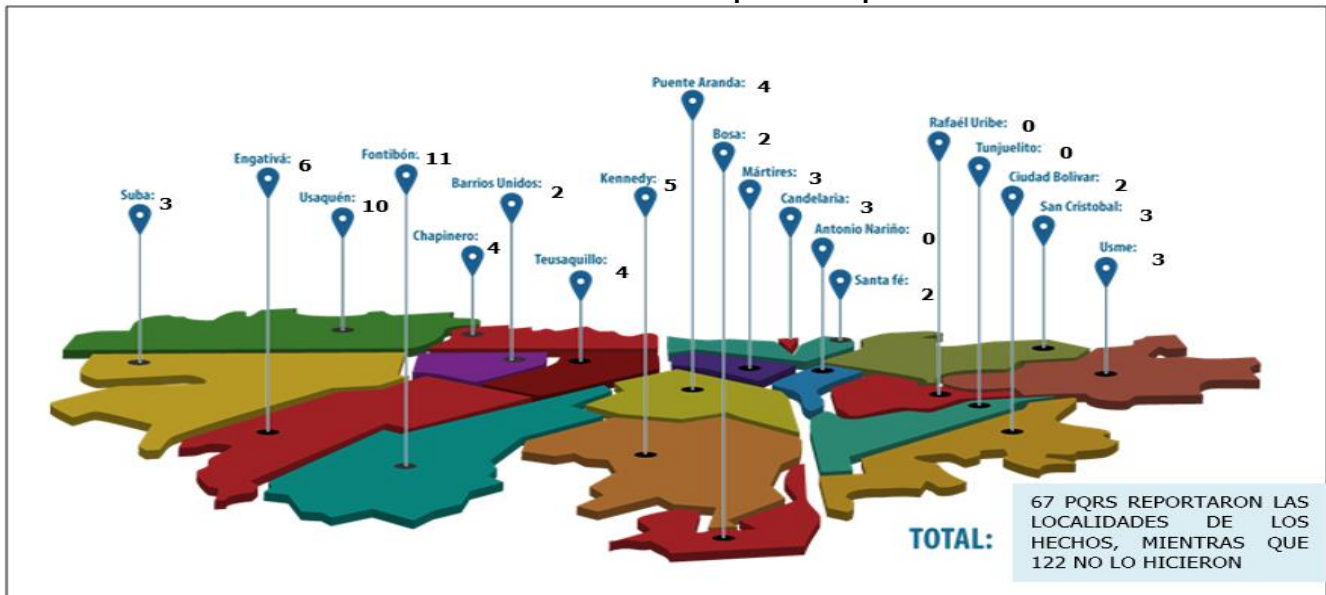 Puente Aranda: 4
Bosa: 2
Rafaél Uribe: 0
Tunjuelito: 0
Engativá: 6
Fontibón: 11
Barrios Unidos: 2
Kennedy: 5
Mártires: 3
Ciudad Bolivar: 2
Suba: 3
Usaquén: 10
Candelaria: 3
San Cristobal: 3
Chapinero: 4
Antonio Nariño: 0
Usme: 3
Teusaquillo: 4
Santa fé: 2
TOTAL:
67 PQRS REPORTARON LAS
LOCALIDADES DE LOS
HECHOS, MIENTRAS QUE
122 NO LO HICIERON